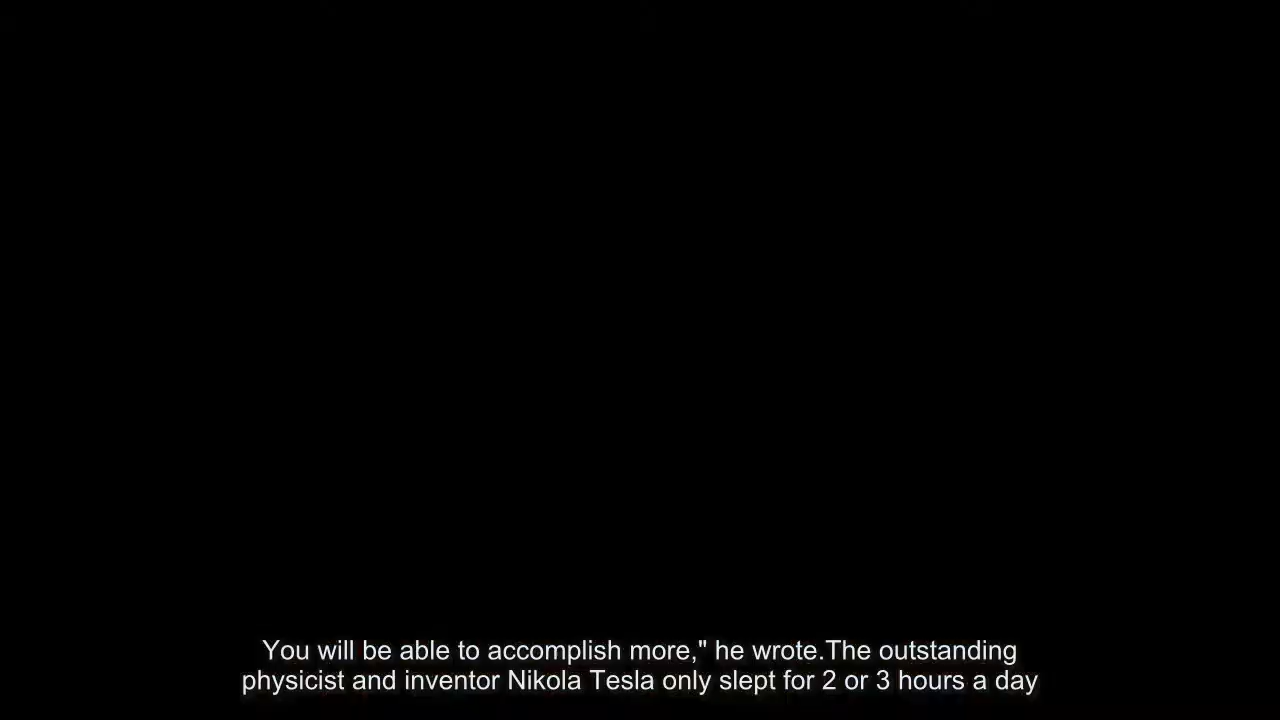 You will be able to accomplish more," he wrote.The outstanding
physicist and inventor Nikola Tesla only slept for 2 or 3 hours a day